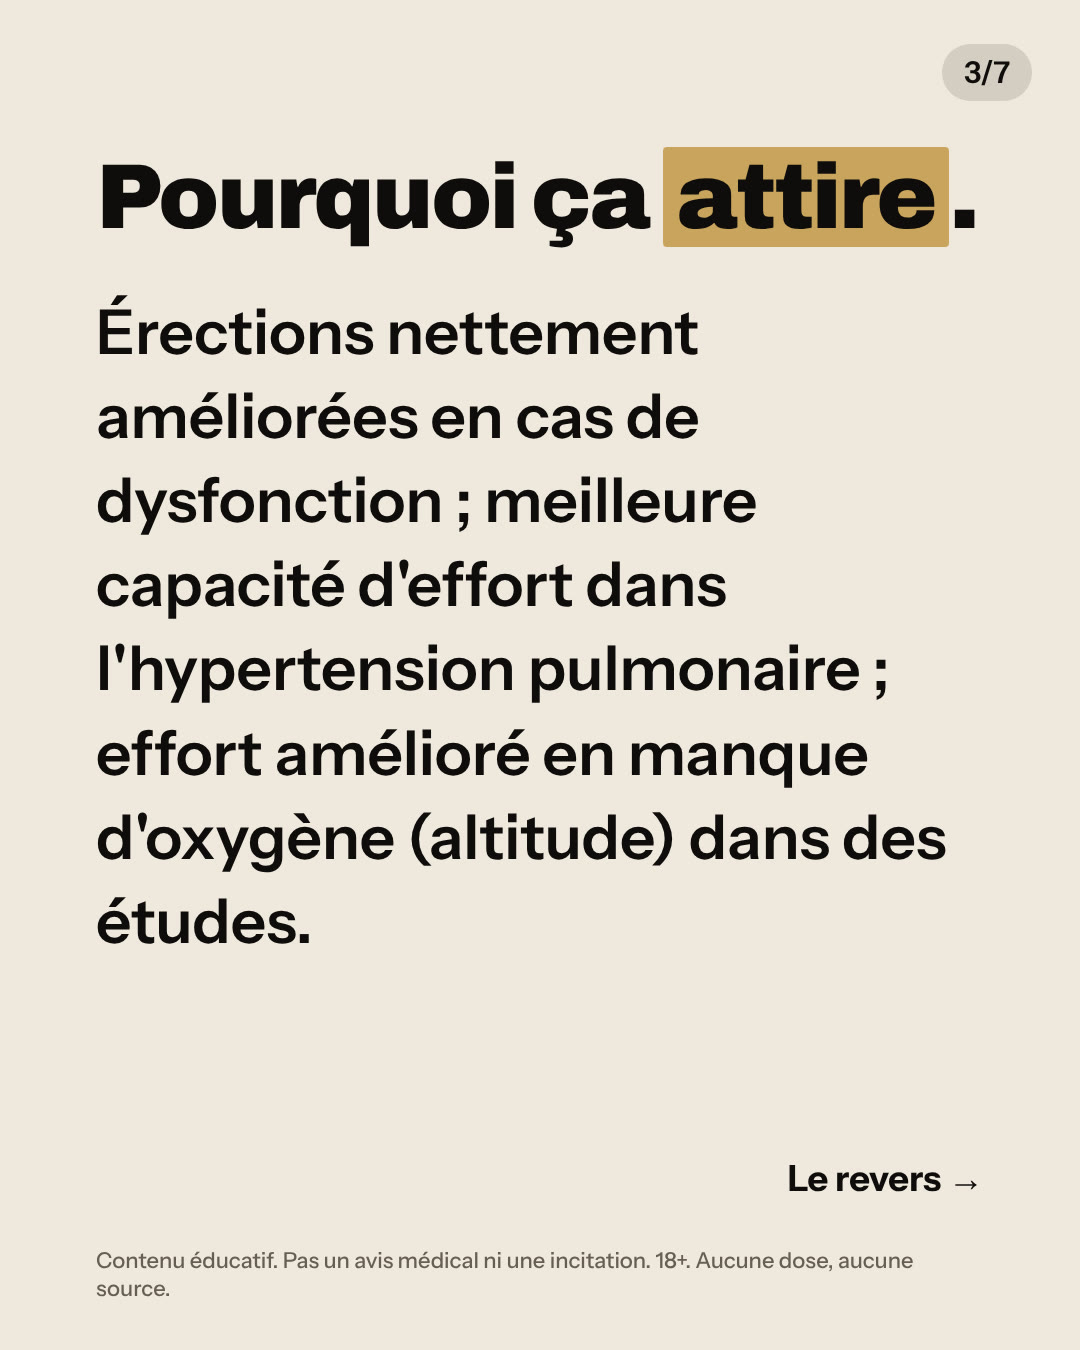 3/7
Pourquoi ça attire.
Érections nettement
améliorées en cas de
dysfonction ; meilleure
capacité d'effort dans
l'hypertension pulmonaire ;
effort amélioré en manque
d'oxygène (altitude) dans des
études.
Le revers →
Contenu éducatif. Pas un avis médical ni une incitation. 18+. Aucune dose, aucune
source.